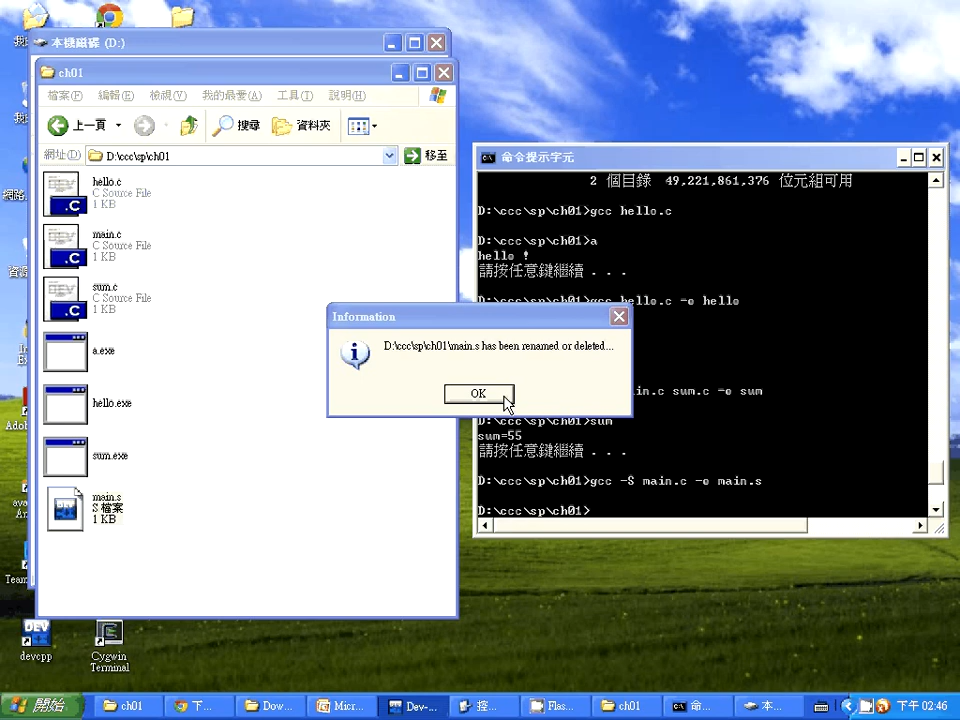 本機磁碟 (D:)
ch01
檔案(F) 編輯(E) 檢視(V) 我的最愛(A) 工具(T) 說明(H)
上一頁 搜尋 資料夾
網址(D) D:\ccc\sp\ch01 移至
hello.c
C Source File
1 KB
main.c
C Source File
1 KB
sum.c
C Source File
1 KB
a.exe
hello.exe
sum.exe
main.s
S 檔案
1 KB
命令提示字元
2 個目錄 49,221,861,376 位元組可用
D:\ccc\sp\ch01>gcc hello.c
D:\ccc\sp\ch01>a
hello !
請按任意鍵繼續 . . .
D:\ccc\sp\ch01>gcc hello.c -o hello
in.c sum.c -o sum
D:\ccc\sp\ch01>sum
sum=55
請按任意鍵繼續 . . .
D:\ccc\sp\ch01>gcc -S main.c -o main.s
D:\ccc\sp\ch01>
Information
D:\ccc\sp\ch01\main.s has been renamed or deleted...
OK
devcpp
Cygwin
Terminal
開始 ch01 下... Dow... Micr... Dev-... 控... Flas... ch01 命... 本... 下午 02:46